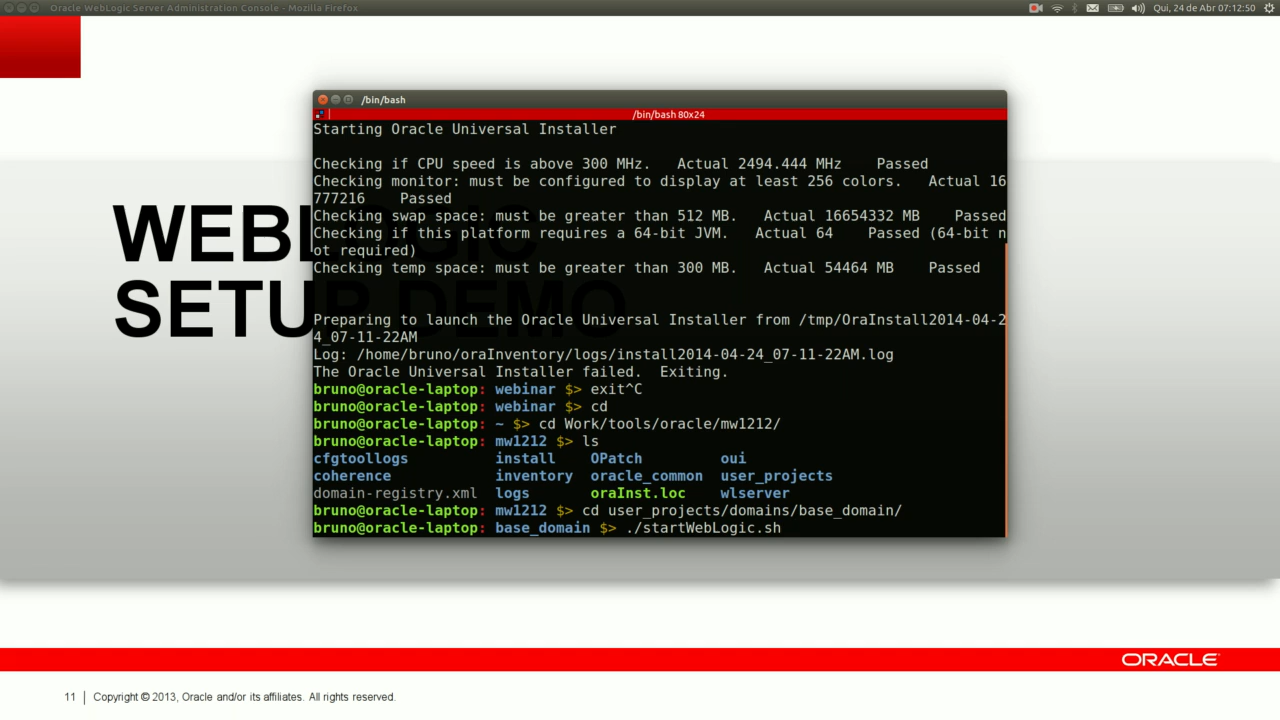 Oracle WebLogic Server Administration Console - Mozilla Firefox
Qui, 24 de Abr 07:12:50
WEBLOGIC
SETUP DEMO
/bin/bash
/bin/bash 80x24
Starting Oracle Universal Installer
Checking if CPU speed is above 300 MHz.   Actual 2494.444 MHz    Passed
Checking monitor: must be configured to display at least 256 colors.   Actual 16
777216    Passed
Checking swap space: must be greater than 512 MB.   Actual 16654332 MB    Passed
Checking if this platform requires a 64-bit JVM.   Actual 64    Passed (64-bit n
ot required)
Checking temp space: must be greater than 300 MB.   Actual 54464 MB    Passed
Preparing to launch the Oracle Universal Installer from /tmp/OraInstall2014-04-2
4_07-11-22AM
Log: /home/bruno/oraInventory/logs/install2014-04-24_07-11-22AM.log
The Oracle Universal Installer failed.  Exiting.
bruno@oracle-laptop: webinar $> exit^C
bruno@oracle-laptop: webinar $> cd
bruno@oracle-laptop: ~ $> cd Work/tools/oracle/mw1212/
bruno@oracle-laptop: mw1212 $> ls
cfgtoollogs          install    OPatch         oui
coherence            inventory  oracle_common  user_projects
domain-registry.xml  logs       oraInst.loc    wlserver
bruno@oracle-laptop: mw1212 $> cd user_projects/domains/base_domain/
bruno@oracle-laptop: base_domain $> ./startWebLogic.sh
ORACLE
11 | Copyright © 2013, Oracle and/or its affiliates. All rights reserved.